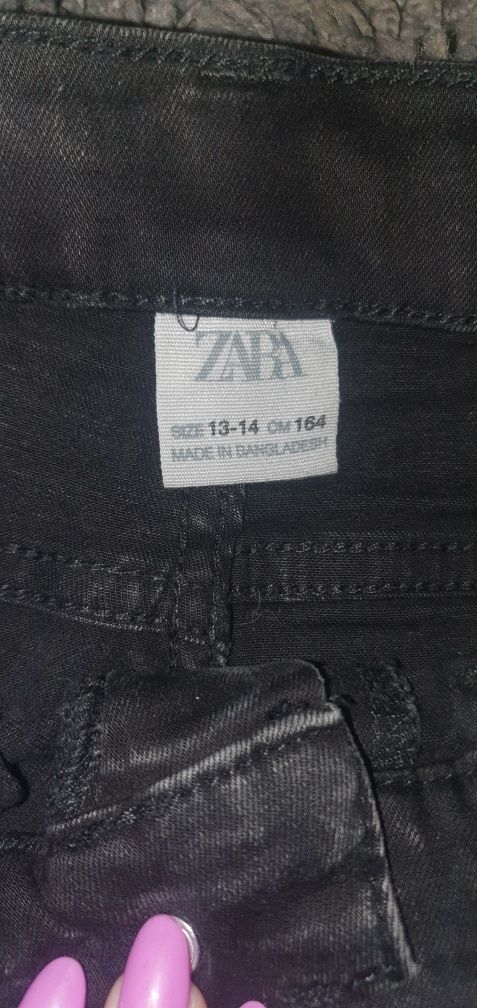 ZARA
SIZE 13-14 CM 164
MADE IN BANGLADESH